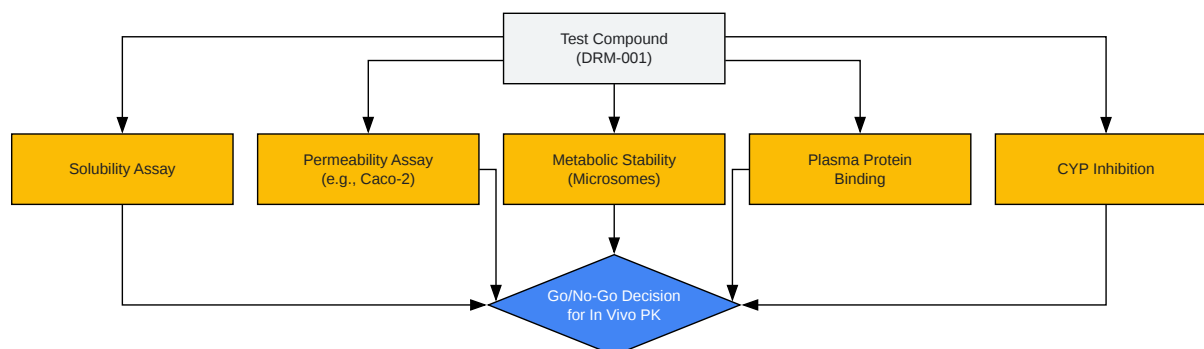 Test Compound
(DRM-001)
Solubility Assay
Permeability Assay
(e.g., Caco-2)
Metabolic Stability
(Microsomes)
Plasma Protein
Binding
CYP Inhibition
Go/No-Go Decision
for In Vivo PK